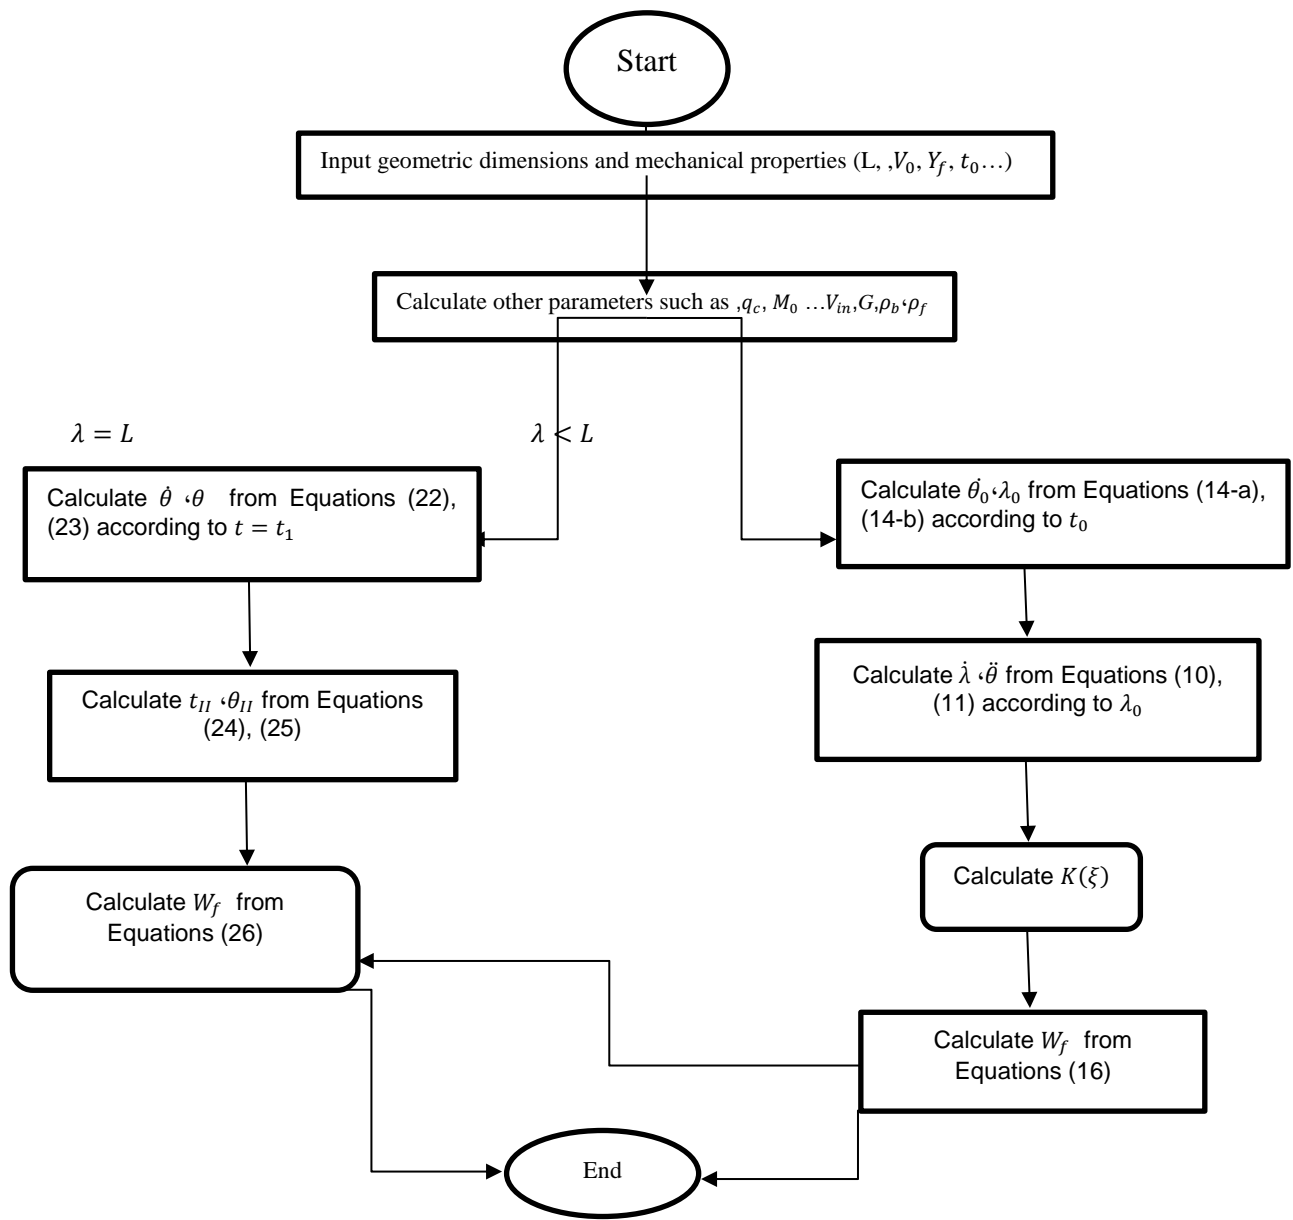 Start
Input geometric dimensions and mechanical properties (L, ,𝑉₀, 𝑌_f, 𝑡₀…)
Calculate other parameters such as ,𝑞_c, 𝑀₀ …𝑉_in,𝐺,𝜌_b،𝜌_f
𝜆 = 𝐿
𝜆 < 𝐿
Calculate θ̇ ،θ from Equations (22),
(23) according to 𝑡 = 𝑡₁
Calculate θ̇₀،λ₀ from Equations (14-a),
(14-b) according to 𝑡₀
Calculate 𝑡_II ،θ_II from Equations
(24), (25)
Calculate λ̇ ،θ̈ from Equations (10),
(11) according to λ₀
Calculate 𝑊_f from
Equations (26)
Calculate 𝐾(𝜉)
Calculate 𝑊_f from
Equations (16)
End